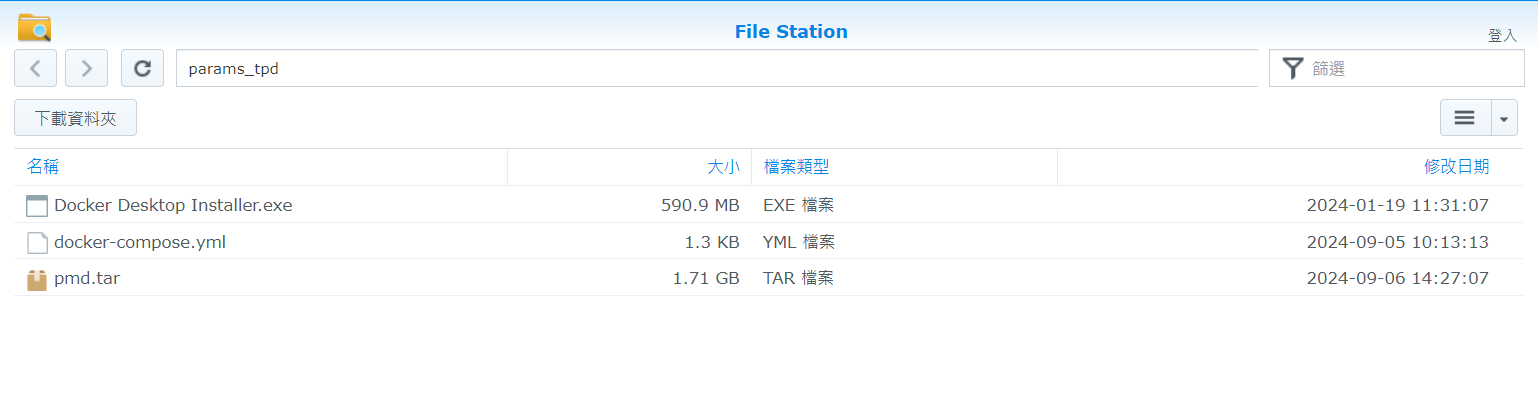 File Station
登入
params_tpd
篩選
下載資料夾
名稱 大小 檔案類型 修改日期
Docker Desktop Installer.exe 590.9 MB EXE 檔案 2024-01-19 11:31:07
docker-compose.yml 1.3 KB YML 檔案 2024-09-05 10:13:13
pmd.tar 1.71 GB TAR 檔案 2024-09-06 14:27:07